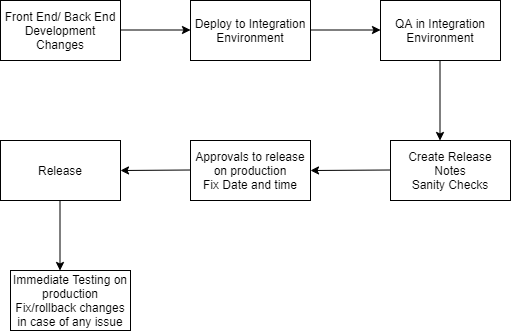 Front End/ Back End
Development
Changes
Deploy to Integration
Environment
QA in Integration
Environment
Create Release
Notes
Sanity Checks
Approvals to release
on production
Fix Date and time
Release
Immediate Testing on
production
Fix/rollback changes
in case of any issue